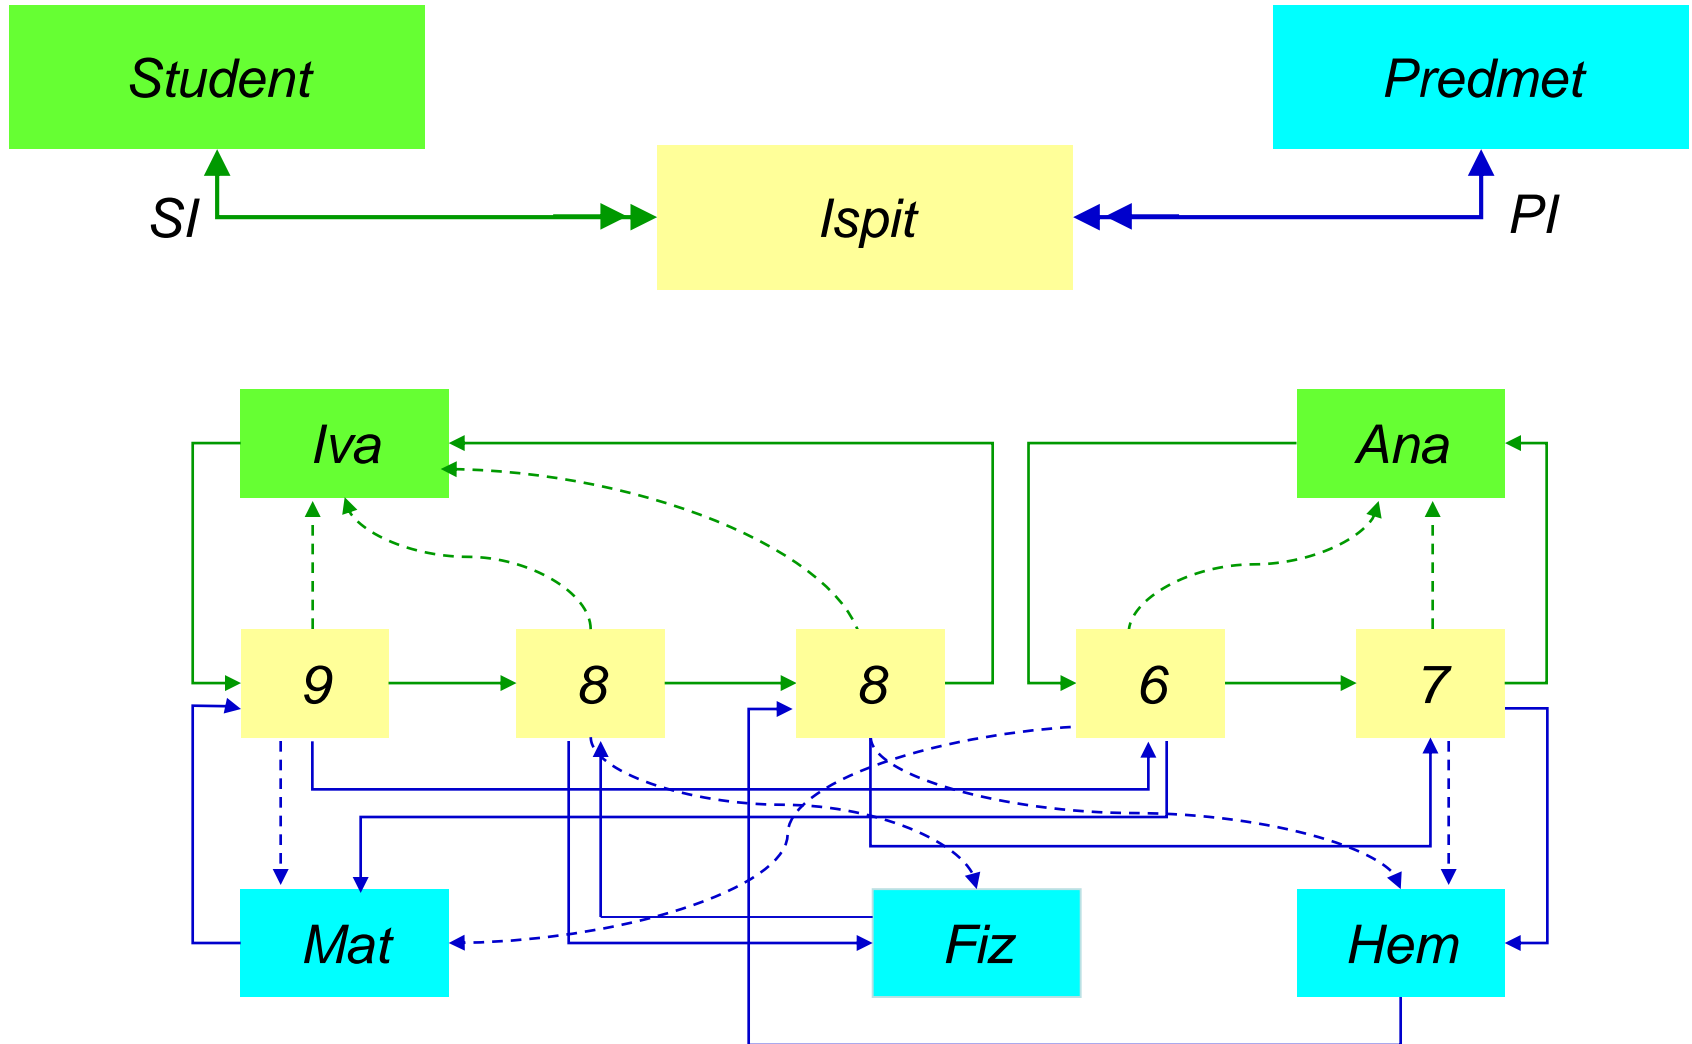 Student
Predmet
SI
Ispit
PI
Iva
Ana
9
8
8
6
7
Mat
Fiz
Hem